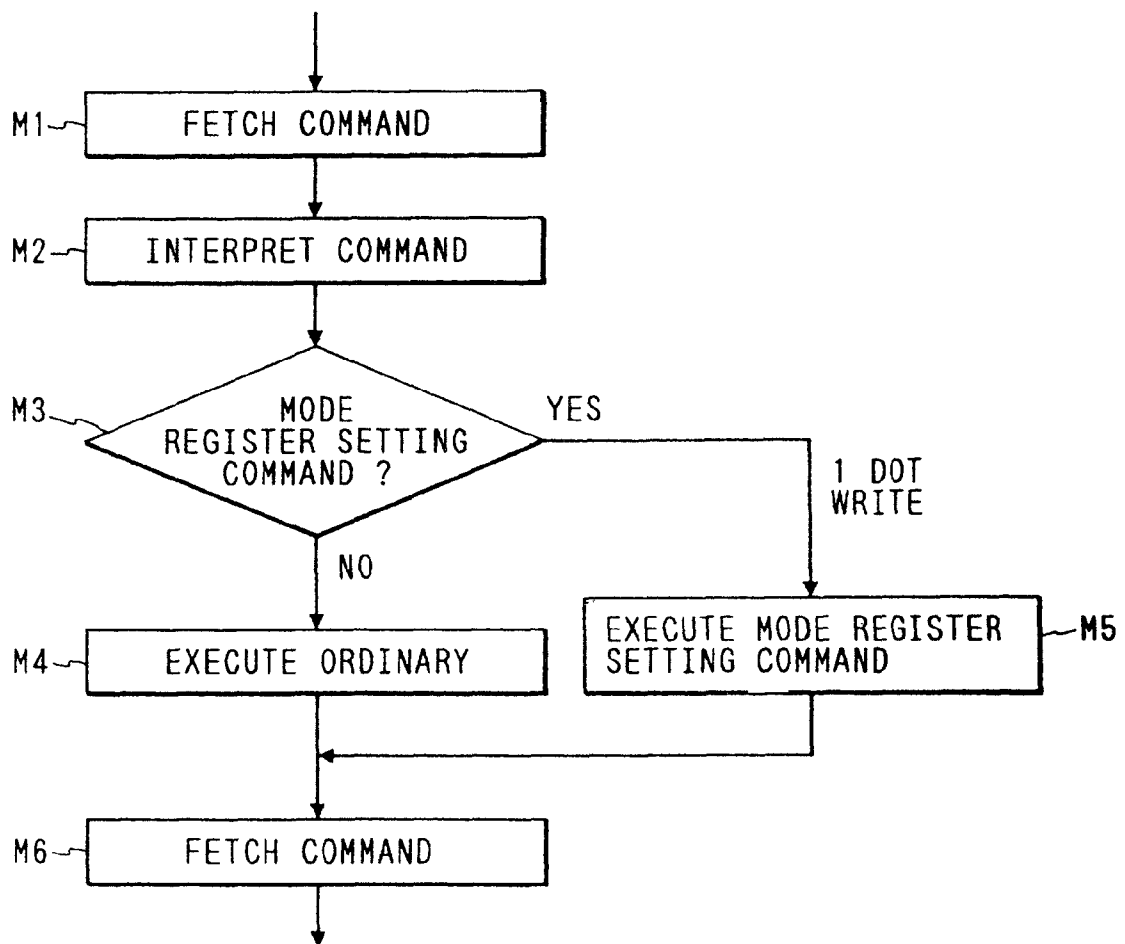 M1
FETCH COMMAND
M2
INTERPRET COMMAND
M3
MODE
REGISTER SETTING
COMMAND ?
YES
1 DOT
WRITE
NO
M4
EXECUTE ORDINARY
EXECUTE MODE REGISTER
SETTING COMMAND
M5
M6
FETCH COMMAND